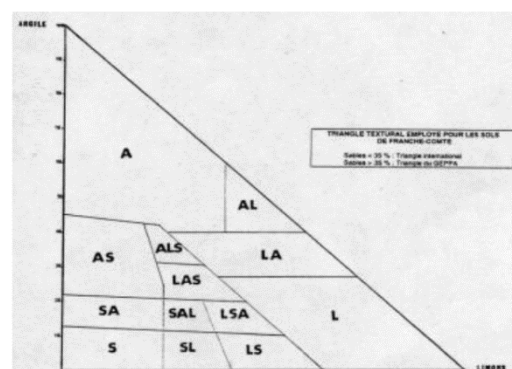 ARGILE
TRIANGLE TEXTURAL EMPLOYE POUR LES SOLS
DE FRANCHE-COMTE
Sables < 35 % : Triangle international
Sables > 35 % : Triangle du GEPPA
A
AL
ALS
LA
AS
LAS
SA
SAL
LSA
L
S
SL
LS
LIMONS